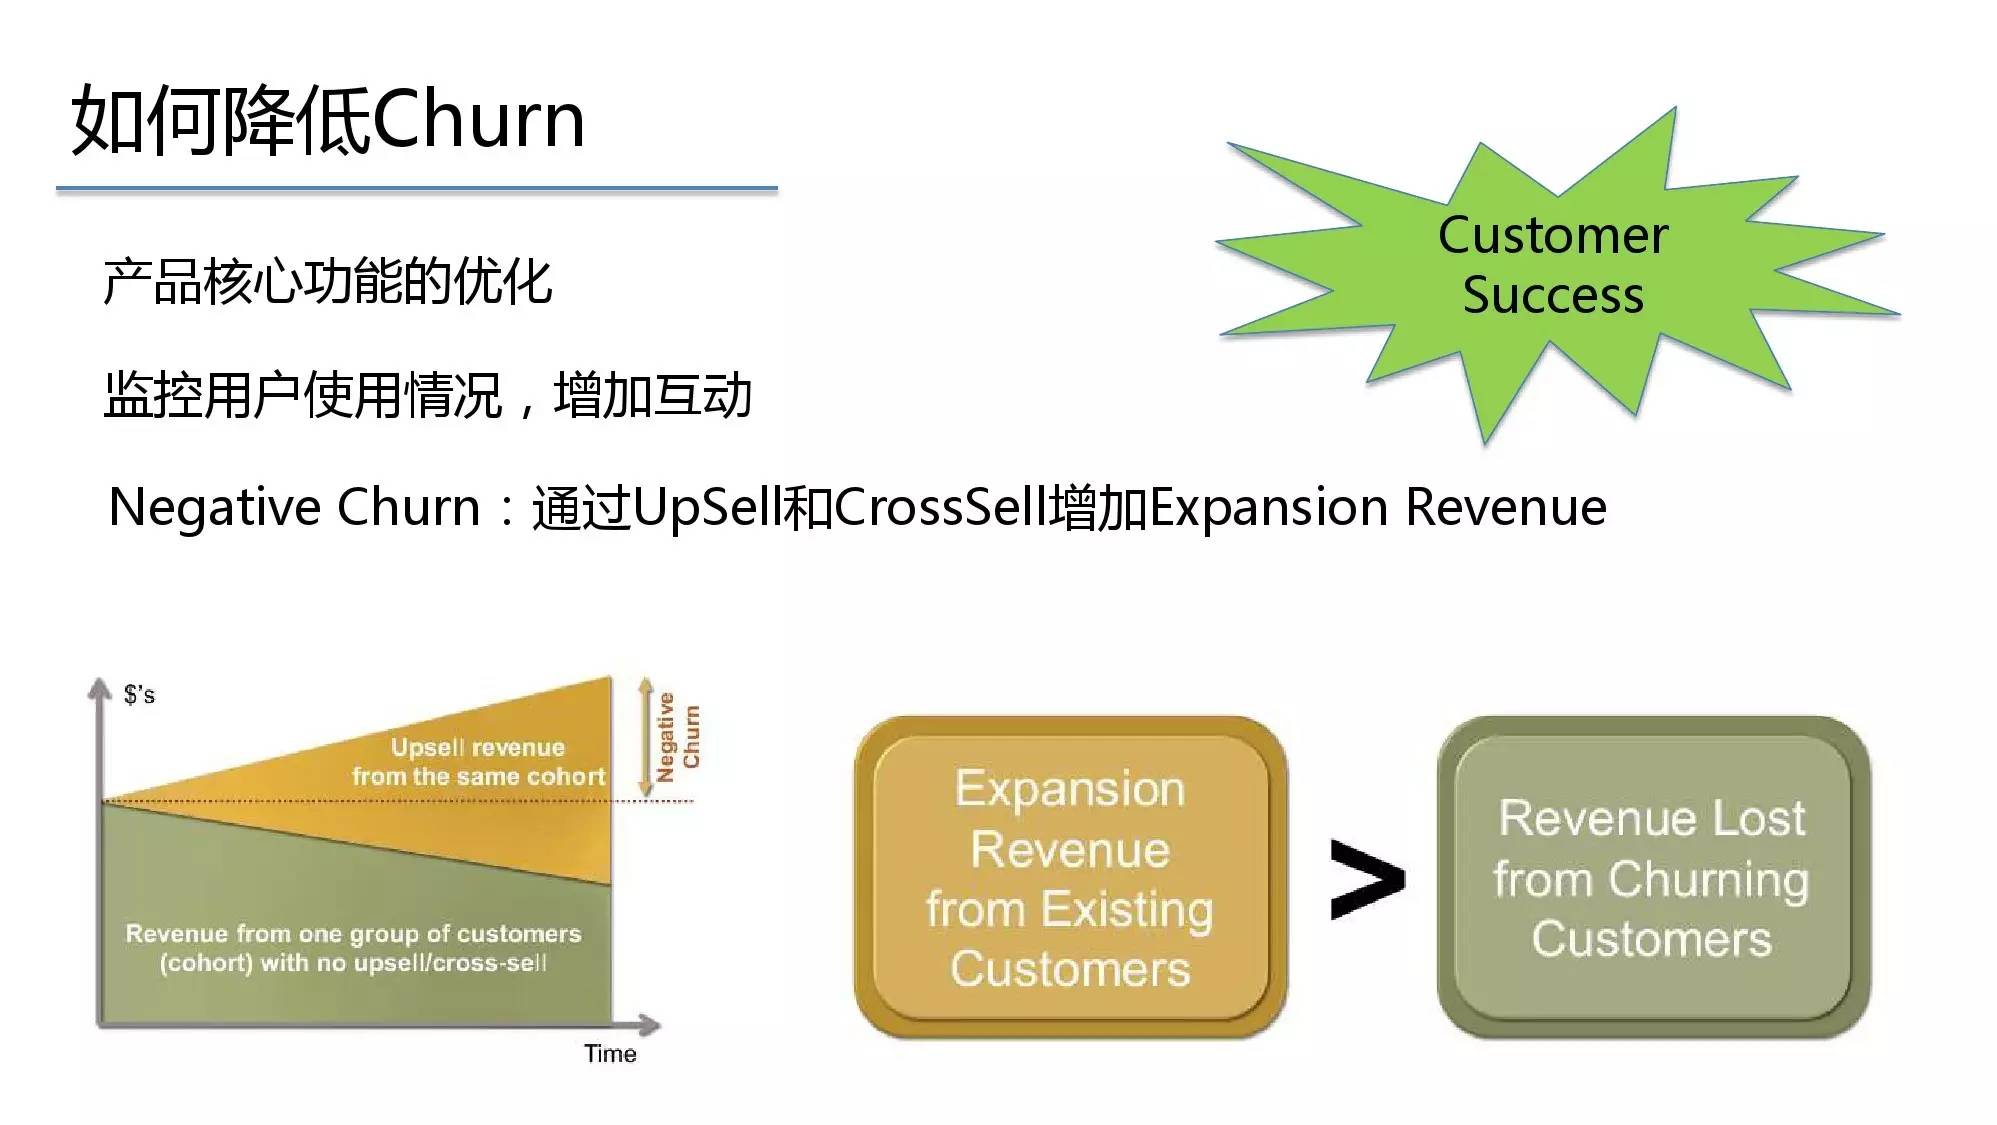 如何降低Churn
Customer
Success
产品核心功能的优化
监控用户使用情况，增加互动
Negative Churn：通过UpSell和CrossSell增加Expansion Revenue
$'s
Upsell revenue
from the same cohort
Negative
Churn
Revenue from one group of customers
(cohort) with no upsell/cross-sell
Time
Expansion
Revenue
from Existing
Customers
>
Revenue Lost
from Churning
Customers